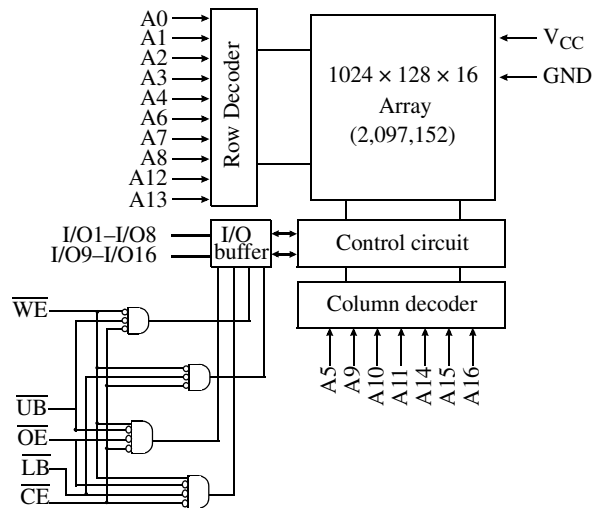 A0
A1
A2
A3
A4
A6
A7
A8
A12
A13
Row Decoder
1024 × 128 × 16
Array
(2,097,152)
VCC
GND
I/O1–I/O8
I/O9–I/O16
I/O
buffer
Control circuit
Column decoder
A5
A9
A10
A11
A14
A15
A16
WE
UB
OE
LB
CE